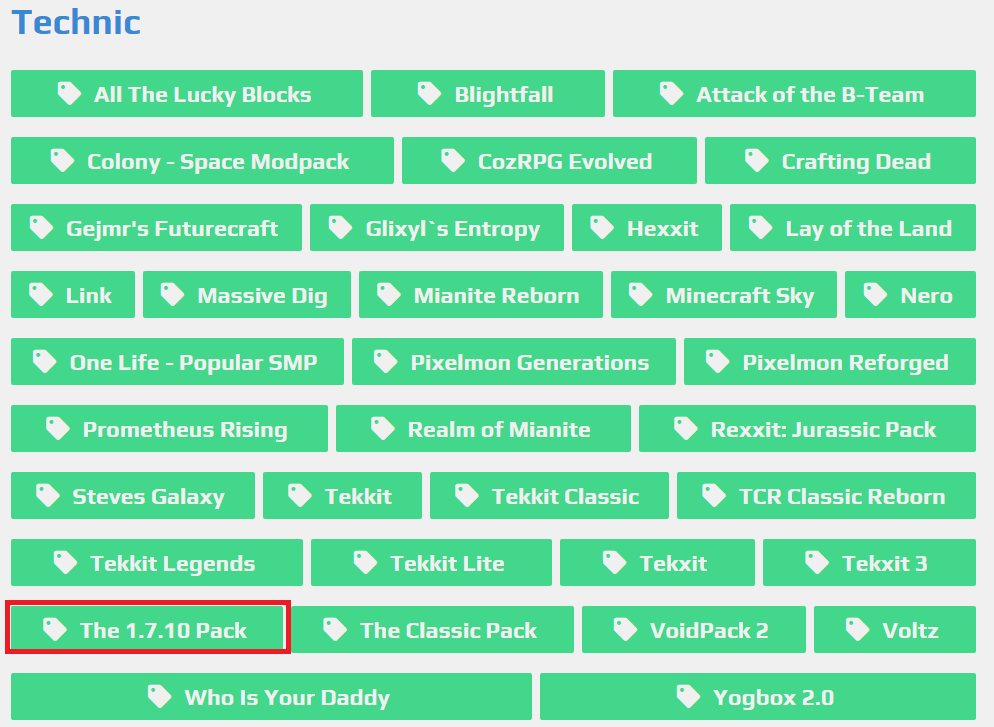 Technic
All The Lucky Blocks Blightfall Attack of the B-Team
Colony - Space Modpack CozRPG Evolved Crafting Dead
Gejmr's Futurecraft Glixyl`s Entropy Hexxit Lay of the Land
Link Massive Dig Mianite Reborn Minecraft Sky Nero
One Life - Popular SMP Pixelmon Generations Pixelmon Reforged
Prometheus Rising Realm of Mianite Rexxit: Jurassic Pack
Steves Galaxy Tekkit Tekkit Classic TCR Classic Reborn
Tekkit Legends Tekkit Lite Tekxit Tekxit 3
The 1.7.10 Pack The Classic Pack VoidPack 2 Voltz
Who Is Your Daddy Yogbox 2.0